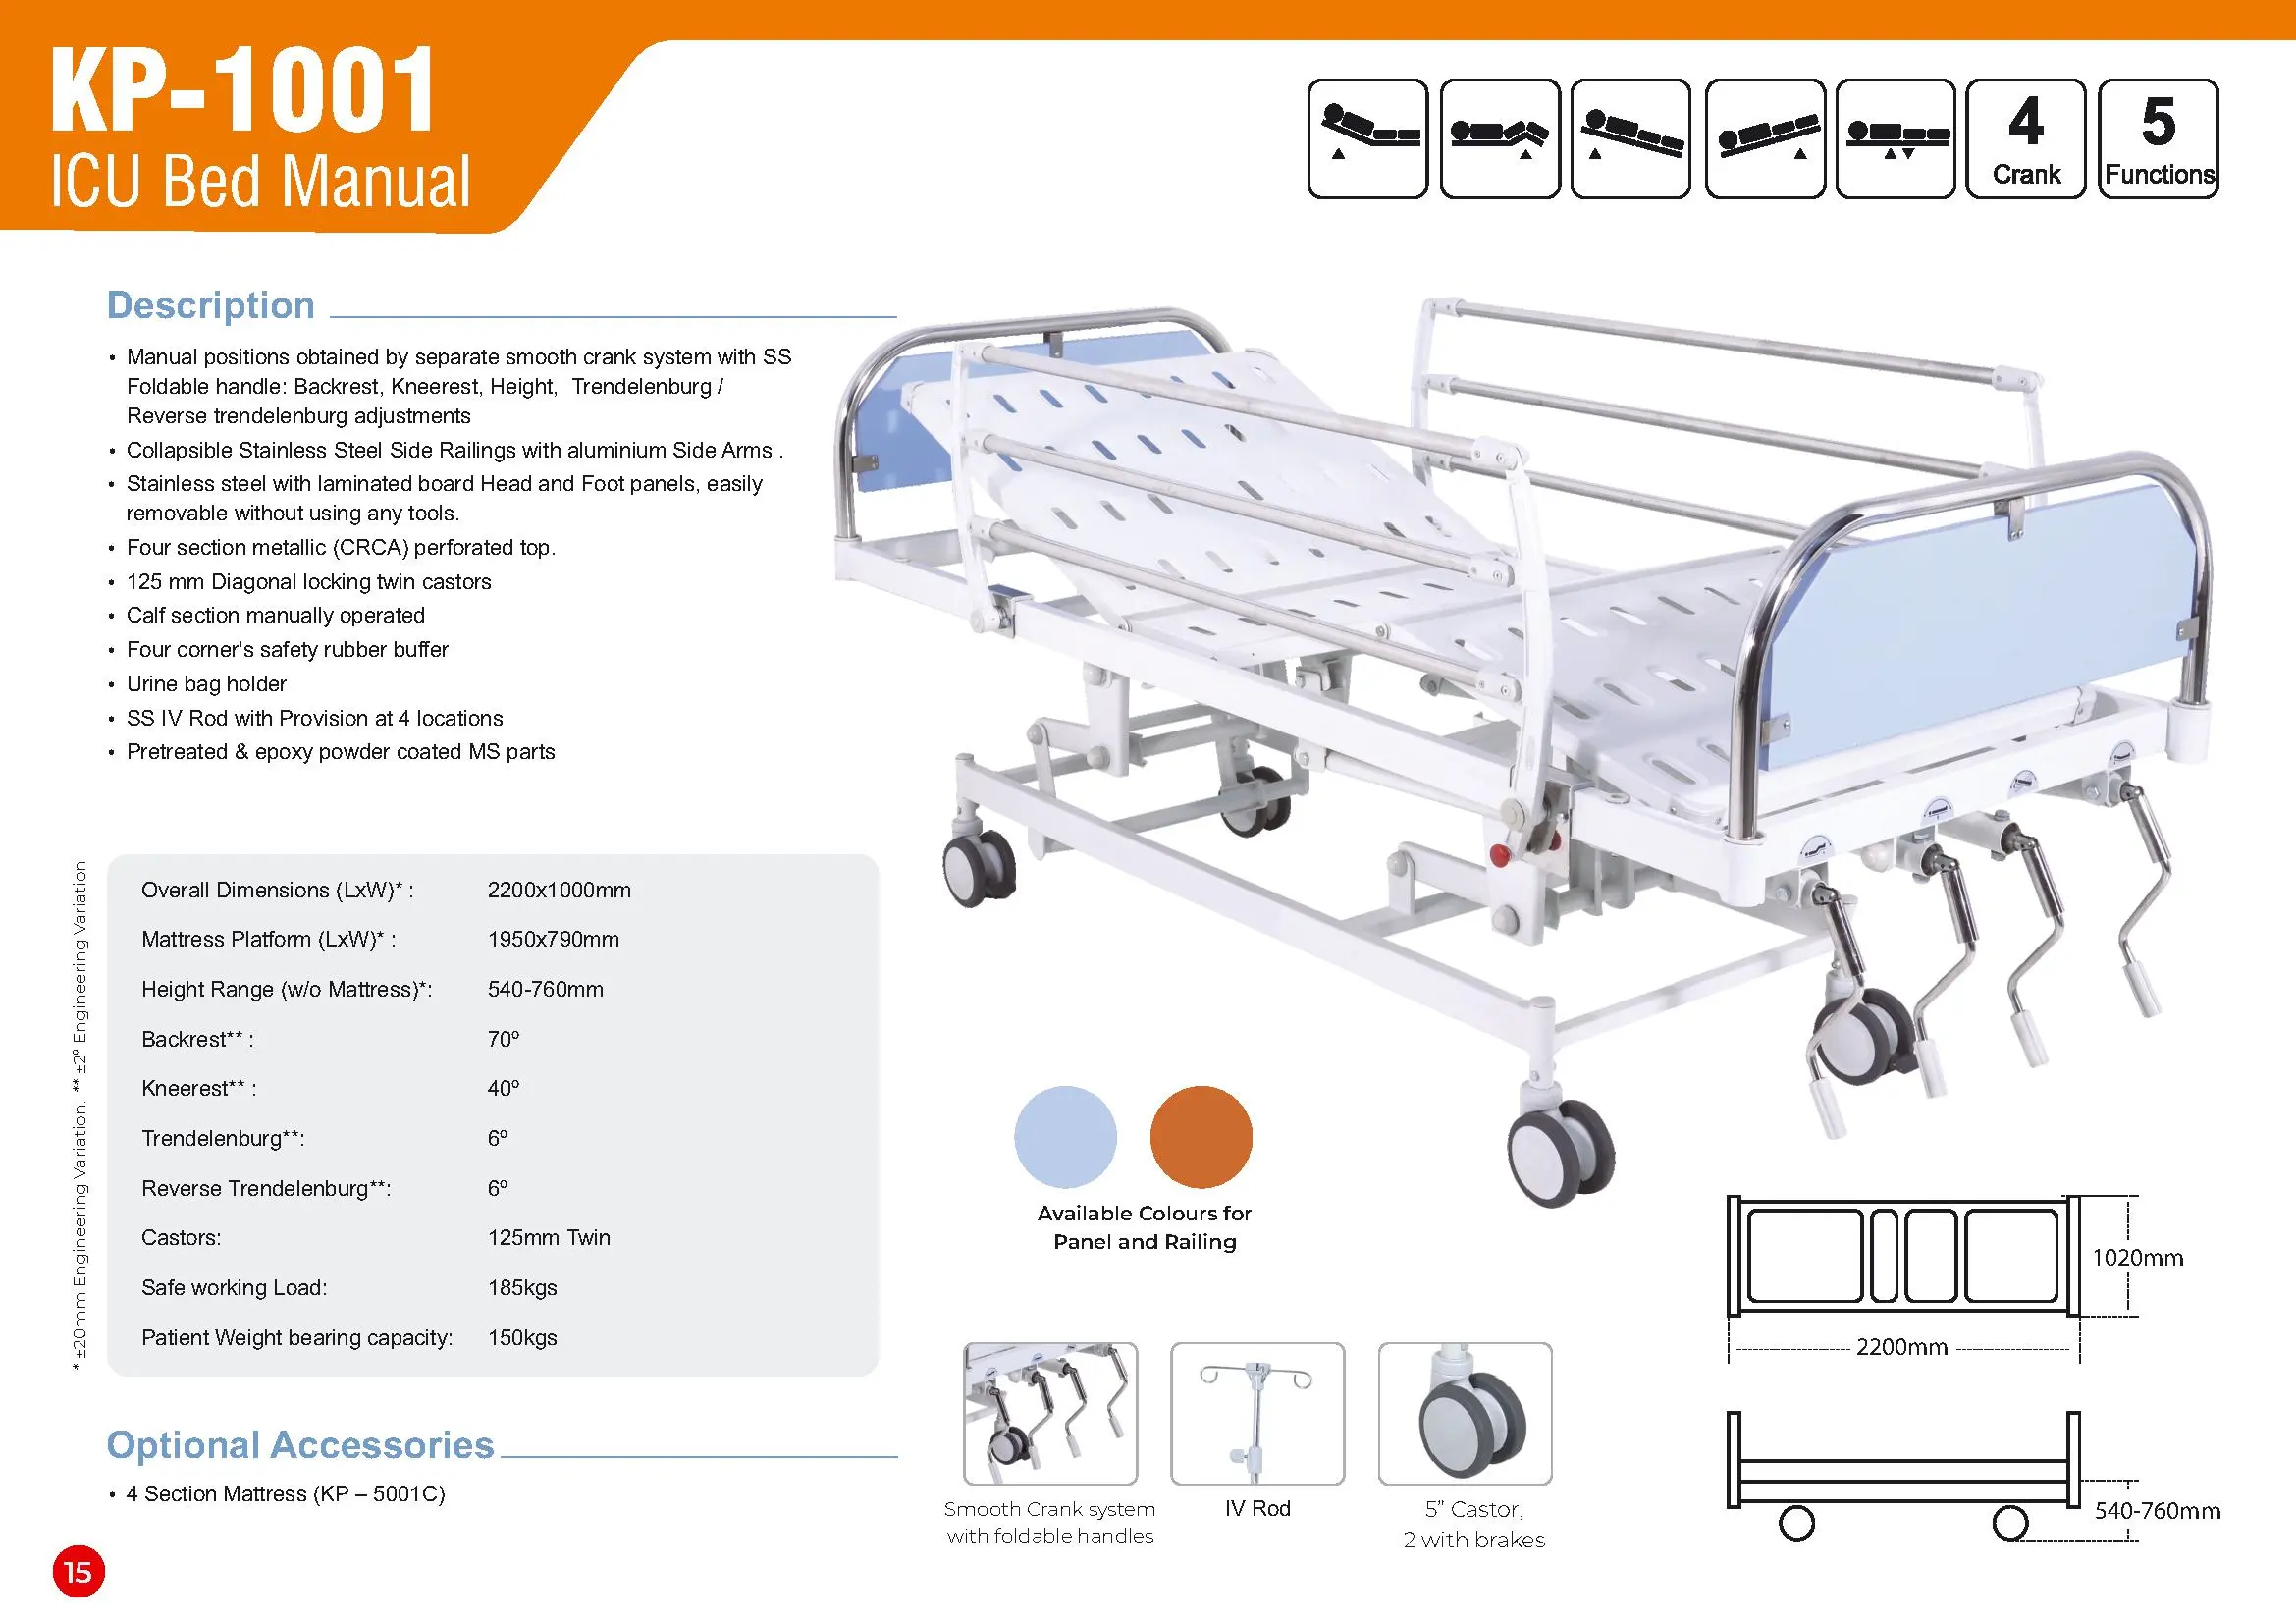 KP-1001
ICU Bed Manual
4
Crank
5
Functions
Description
• Manual positions obtained by separate smooth crank system with SS
Foldable handle: Backrest, Kneerest, Height, Trendelenburg /
Reverse trendelenburg adjustments
• Collapsible Stainless Steel Side Railings with aluminium Side Arms .
• Stainless steel with laminated board Head and Foot panels, easily
removable without using any tools.
• Four section metallic (CRCA) perforated top.
• 125 mm Diagonal locking twin castors
• Calf section manually operated
• Four corner's safety rubber buffer
• Urine bag holder
• SS IV Rod with Provision at 4 locations
• Pretreated & epoxy powder coated MS parts
* ±20mm Engineering Variation. ** ±2º Engineering Variation
Overall Dimensions (LxW)* : 2200x1000mm
Mattress Platform (LxW)* : 1950x790mm
Height Range (w/o Mattress)*: 540-760mm
Backrest** : 70º
Kneerest** : 40º
Trendelenburg**: 6º
Reverse Trendelenburg**: 6º
Castors: 125mm Twin
Safe working Load: 185kgs
Patient Weight bearing capacity: 150kgs
Optional Accessories
• 4 Section Mattress (KP – 5001C)
Available Colours for
Panel and Railing
Smooth Crank system
with foldable handles
IV Rod
5” Castor,
2 with brakes
1020mm
2200mm
540-760mm
15